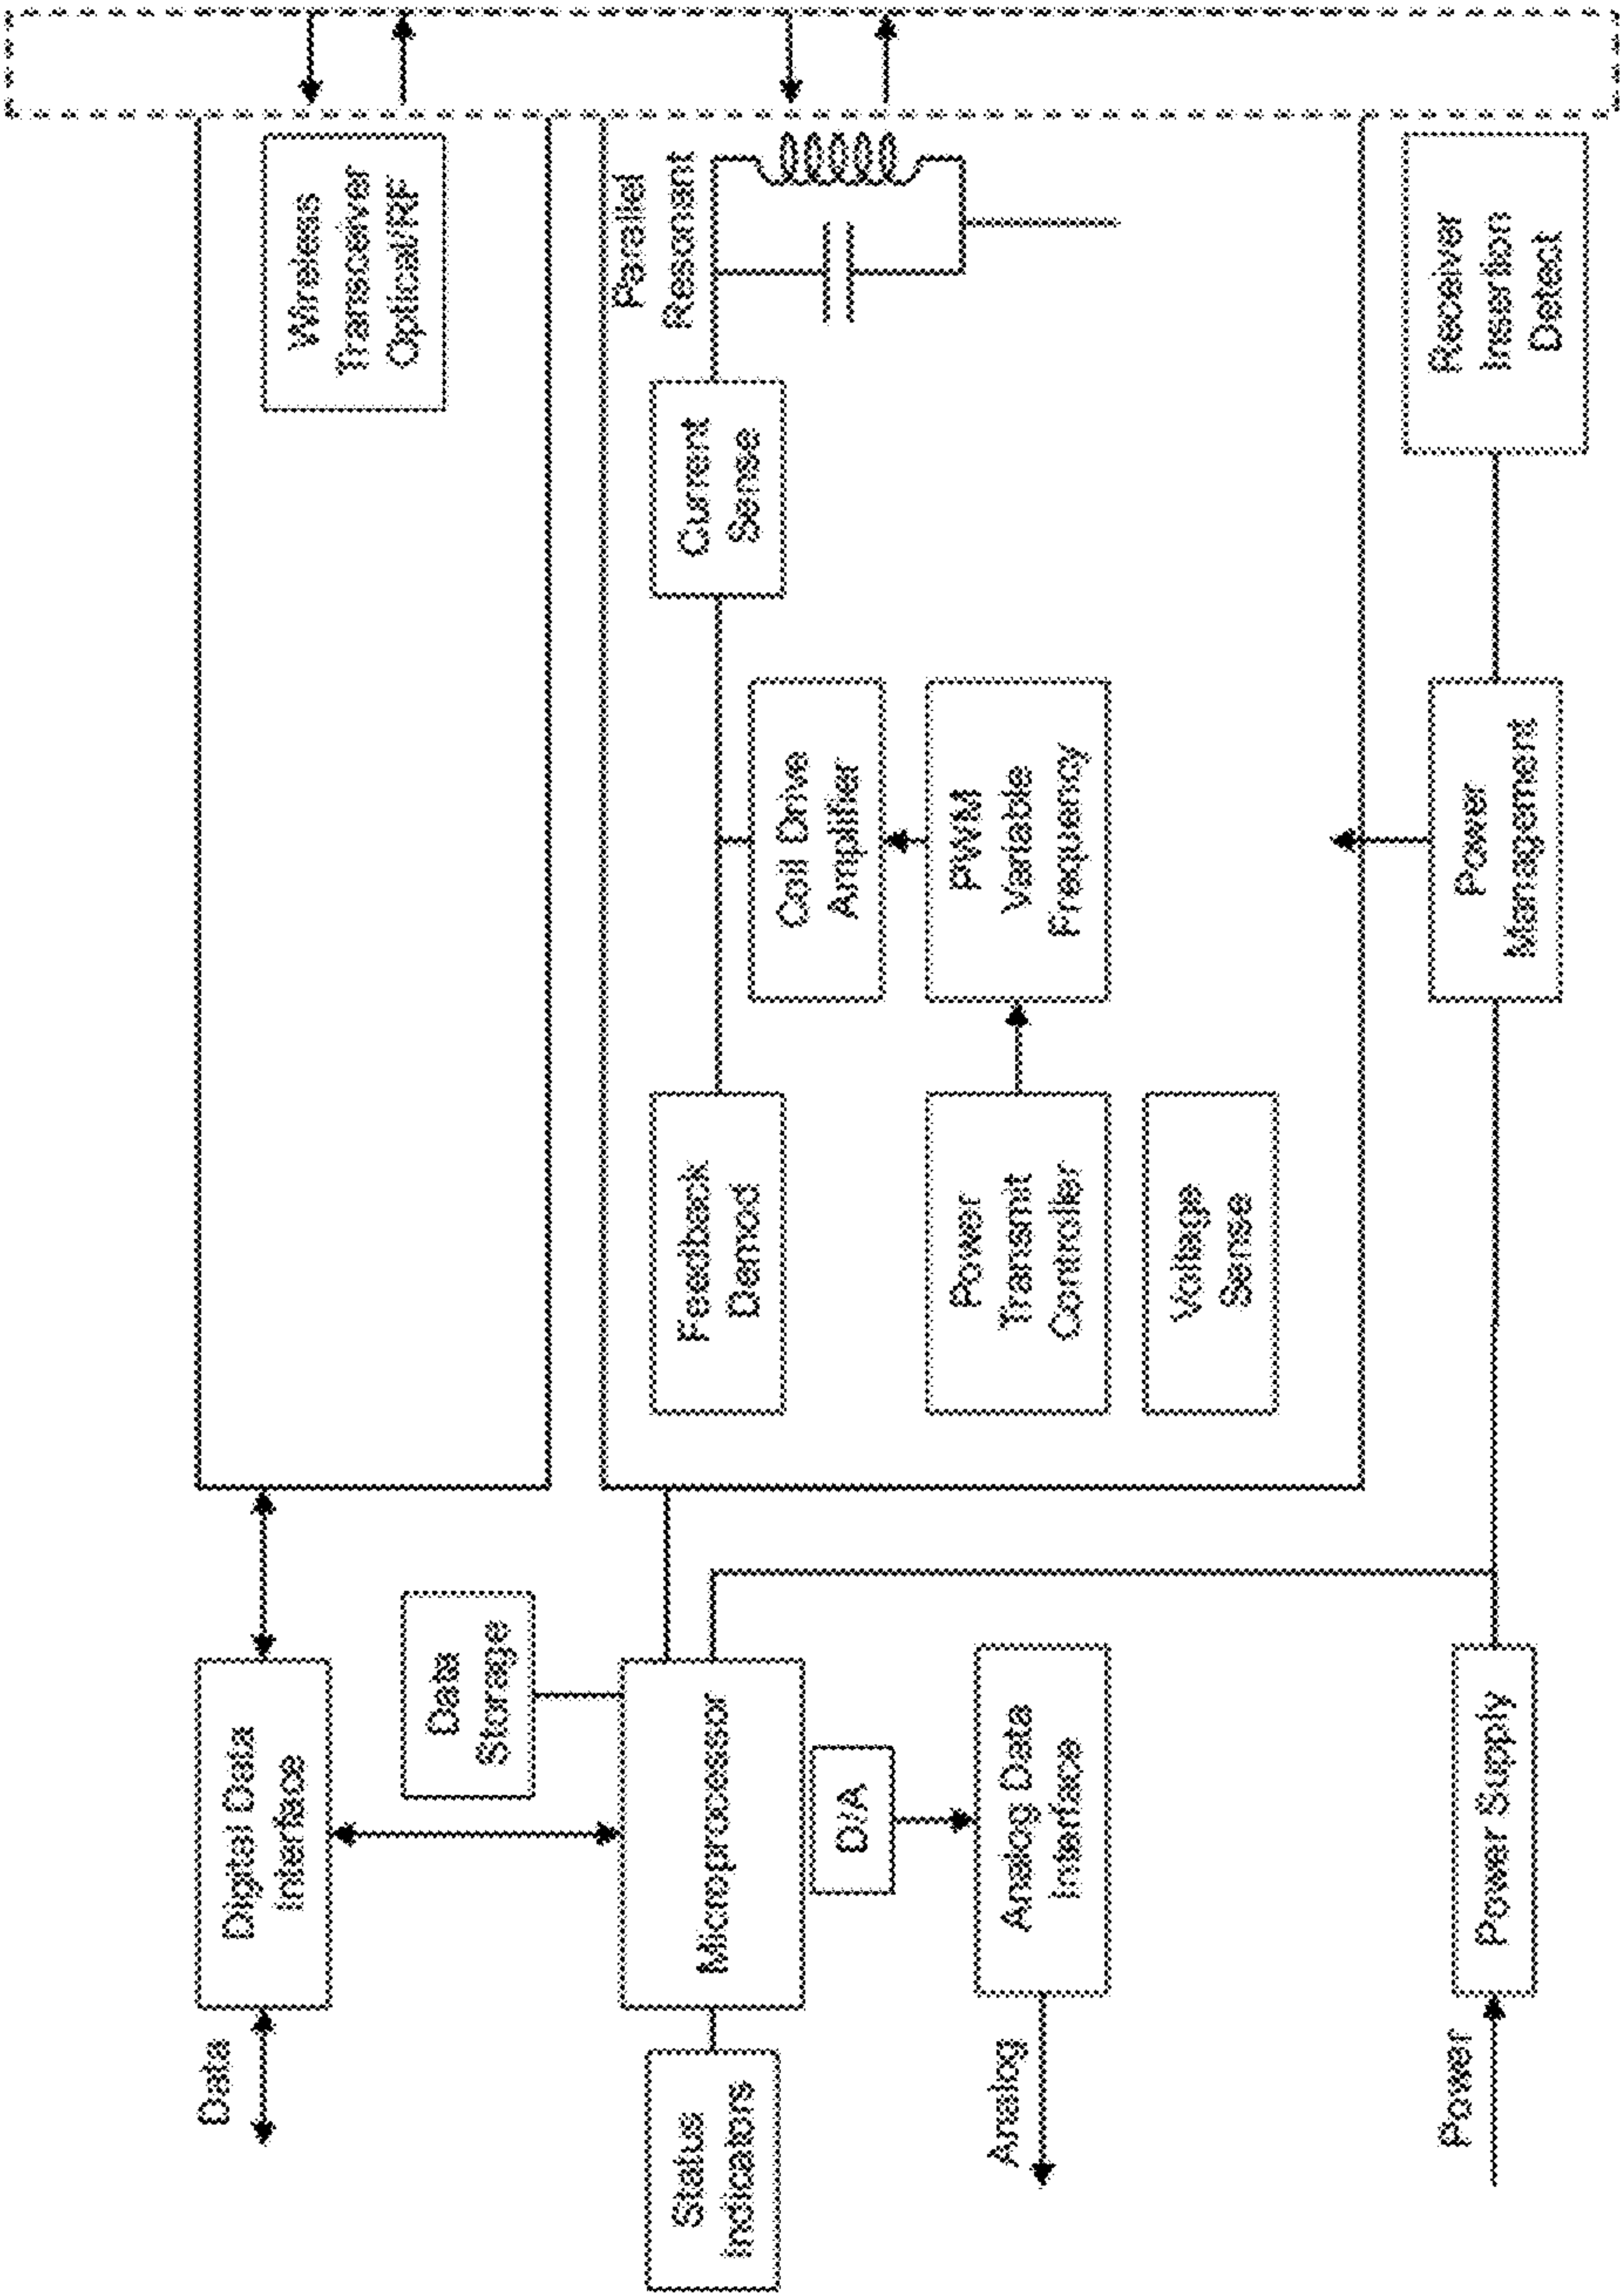 Data
Digital Data
Interface
Wireless
Transceiver
Optical/RF
Data
Storage
Status
Indicators
Microprocessor
D/A
Analog
Analog Data
Interface
Feedback
Demod
Current
Sense
Parallel
Resonant
Coil Drive
Amplifier
Power
Transmit
Controller
PWM
Variable
Frequency
Voltage
Sense
Power
Power Supply
Power
Management
Receiver
Insertion
Detect